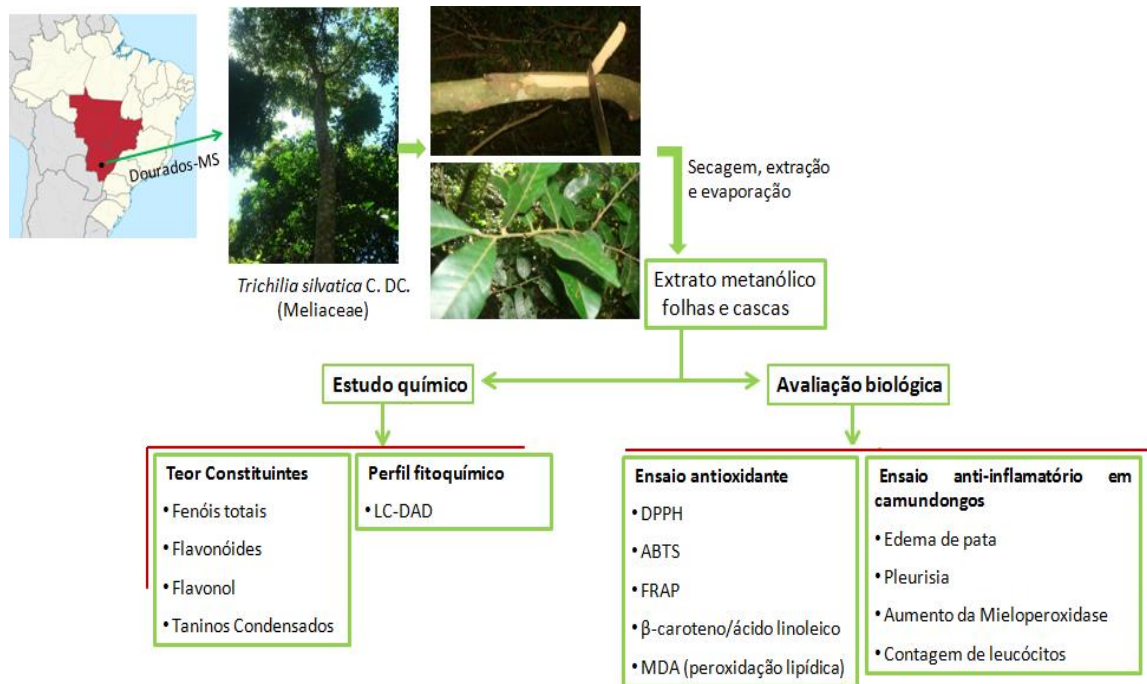 Dourados-MS
Trichilia silvatica C. DC.
(Meliaceae)
Secagem, extração
e evaporação
Extrato metanólico
folhas e cascas
Estudo químico
Avaliação biológica
Teor Constituintes
• Fenóis totais
• Flavonóides
• Flavonol
• Taninos Condensados
Perfil fitoquímico
• LC-DAD
Ensaio antioxidante
• DPPH
• ABTS
• FRAP
• β-caroteno/ácido linoleico
• MDA (peroxidação lipídica)
Ensaio anti-inflamatório em
camundongos
• Edema de pata
• Pleurisia
• Aumento da Mieloperoxidase
• Contagem de leucócitos